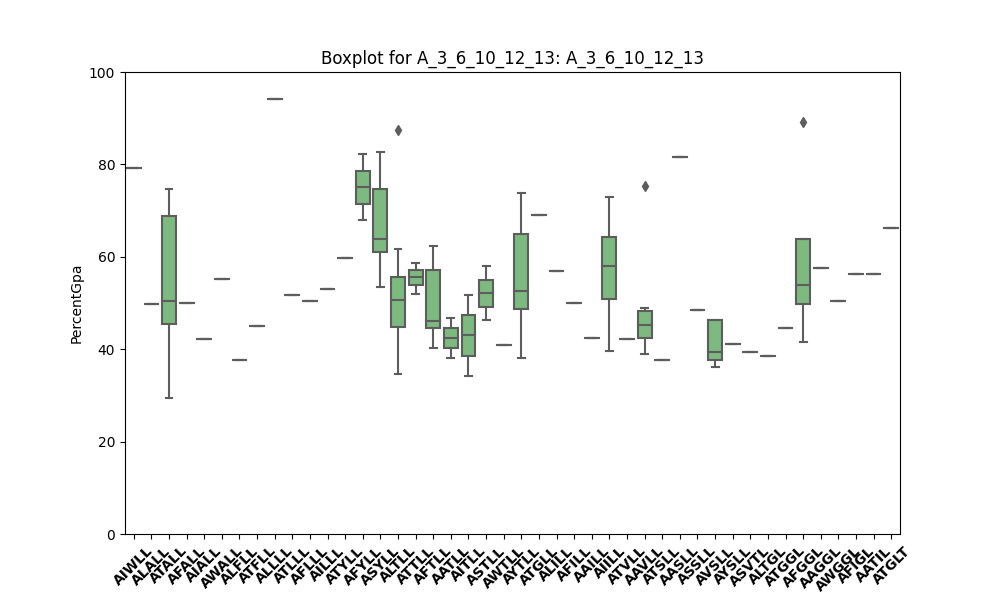 Boxplot for A_3_6_10_12_13: A_3_6_10_12_13
PercentGpa
100
80
60
40
20
0
AIWLL
ALALL
ATALL
AFALL
AIALL
AWALL
ALFLL
ATFLL
ALLLL
ATLLL
AFLLL
AILLL
ATYLL
AFYLL
ASYLL
ALTLL
ATTLL
AFTLL
AATLL
AITLL
ASTLL
AWTLL
AYTLL
ATGLL
ALILL
AFILL
AAILL
AIILL
ATVLL
AAVLL
ATSLL
AASLL
ASSLL
AVSLL
AYSLL
ASVTL
ALTGL
ATGGL
AFGGL
AAGGL
AWGGL
AFIGL
AATIL
ATGLT